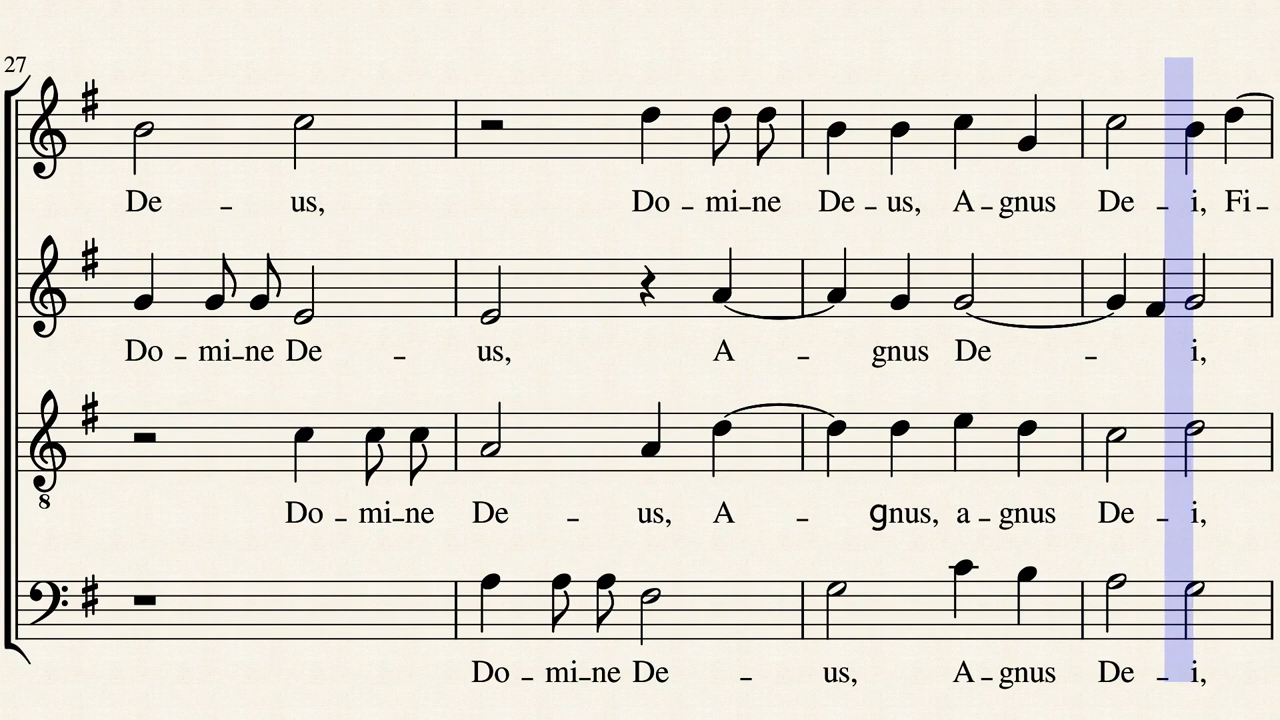 27
De - us, Do - mi - ne De - us, A - gnus De - i, Fi -
Do - mi - ne De - us, A - gnus De - i,
8
Do - mi - ne De - us, A - gnus, a - gnus De - i,
Do - mi - ne De - us, A - gnus De - i,